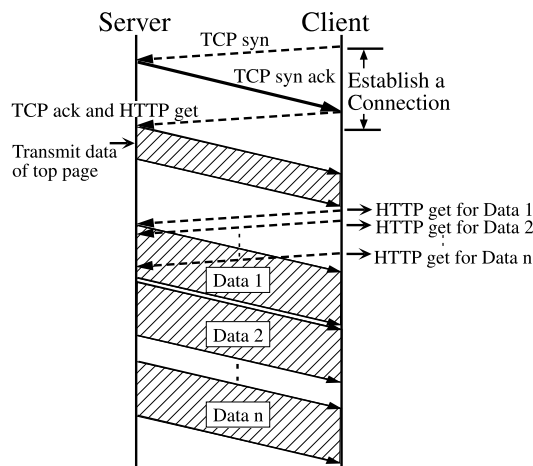 Server
Client
TCP syn
TCP syn ack
Establish a
Connection
TCP ack and HTTP get
Transmit data
of top page
HTTP get for Data 1
HTTP get for Data 2
HTTP get for Data n
Data 1
Data 2
Data n